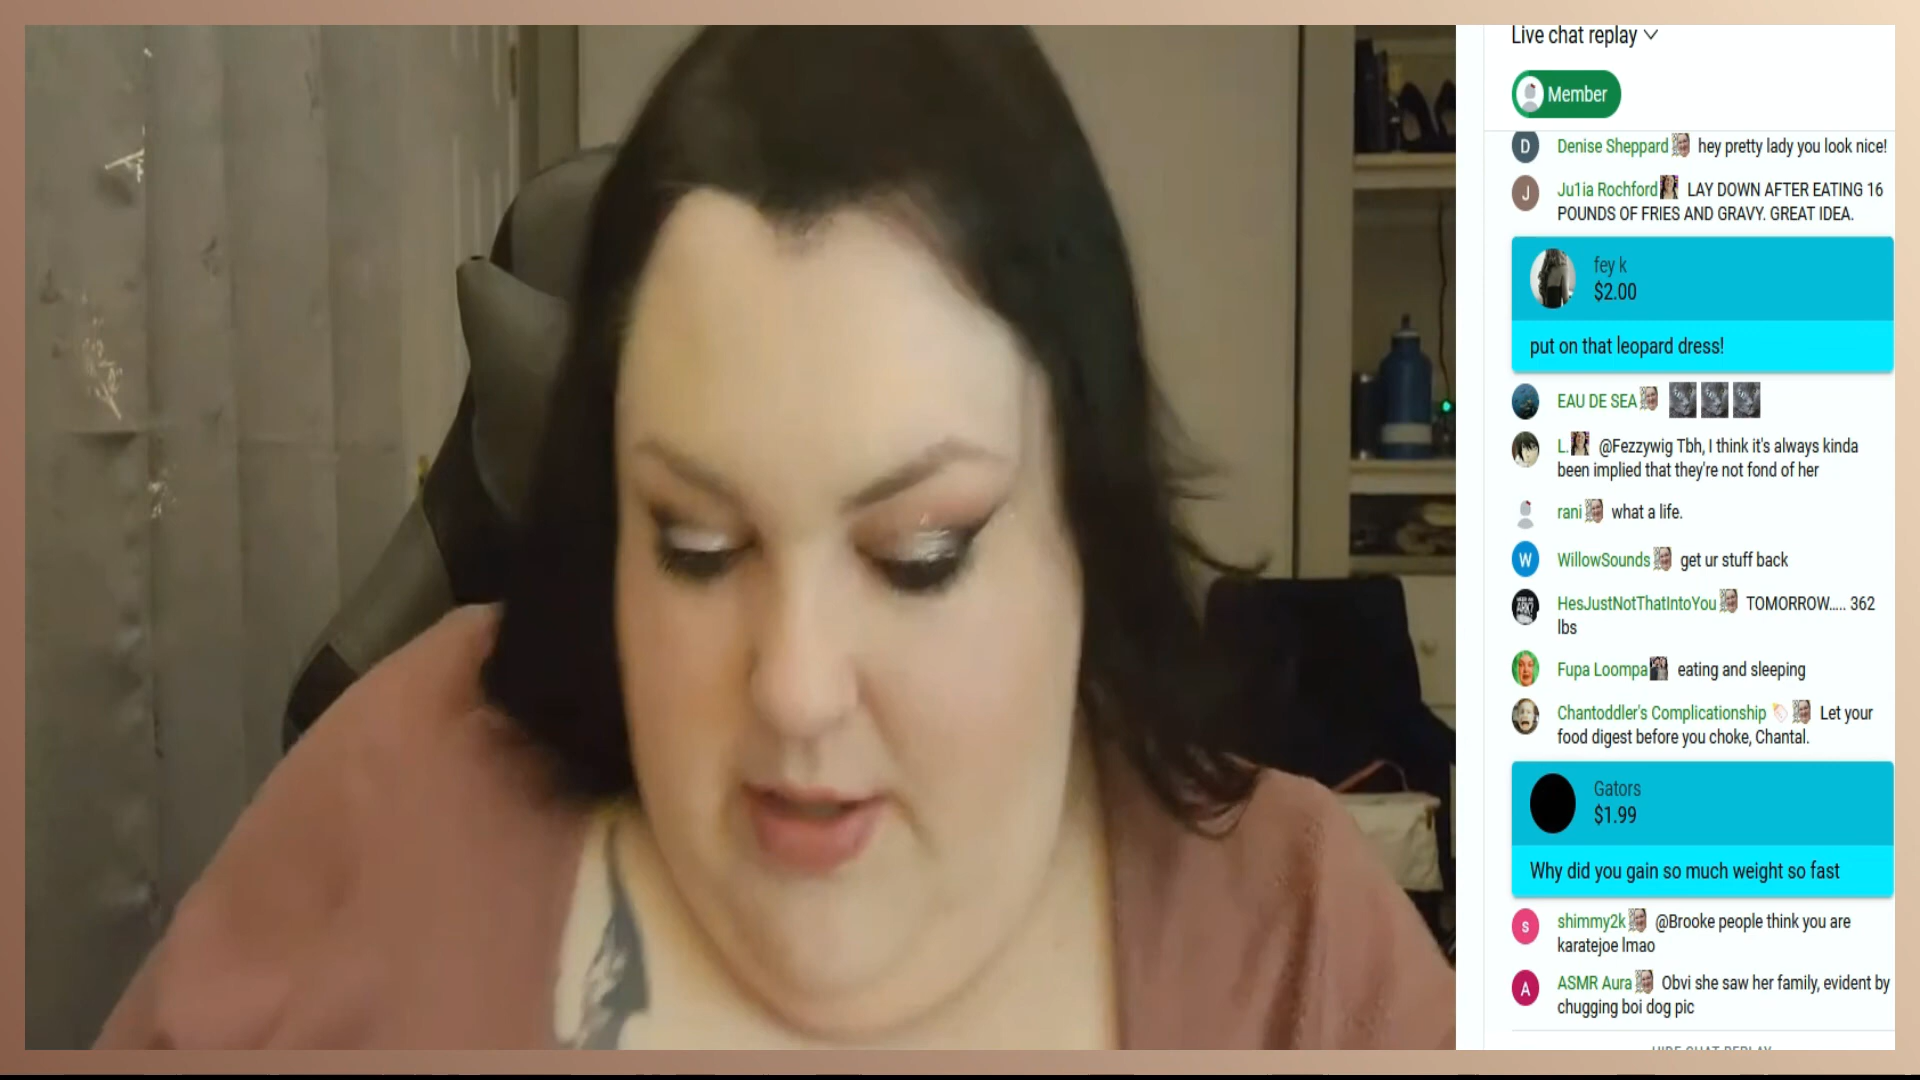 Live chat replay
Member
D
Denise Sheppard hey pretty lady you look nice!
J
Ju1ia Rochford LAY DOWN AFTER EATING 16
POUNDS OF FRIES AND GRAVY. GREAT IDEA.
fey k
$2.00
put on that leopard dress!
EAU DE SEA
L. @Fezzywig Tbh, I think it's always kinda
been implied that they're not fond of her
rani what a life.
W
WillowSounds get ur stuff back
HesJustNotThatIntoYou TOMORROW..... 362
lbs
Fupa Loompa eating and sleeping
Chantoddler's Complicationship Let your
food digest before you choke, Chantal.
Gators
$1.99
Why did you gain so much weight so fast
s
shimmy2k @Brooke people think you are
karatejoe lmao
A
ASMR Aura Obvi she saw her family, evident by
chugging boi dog pic
HIDE CHAT REPLAY